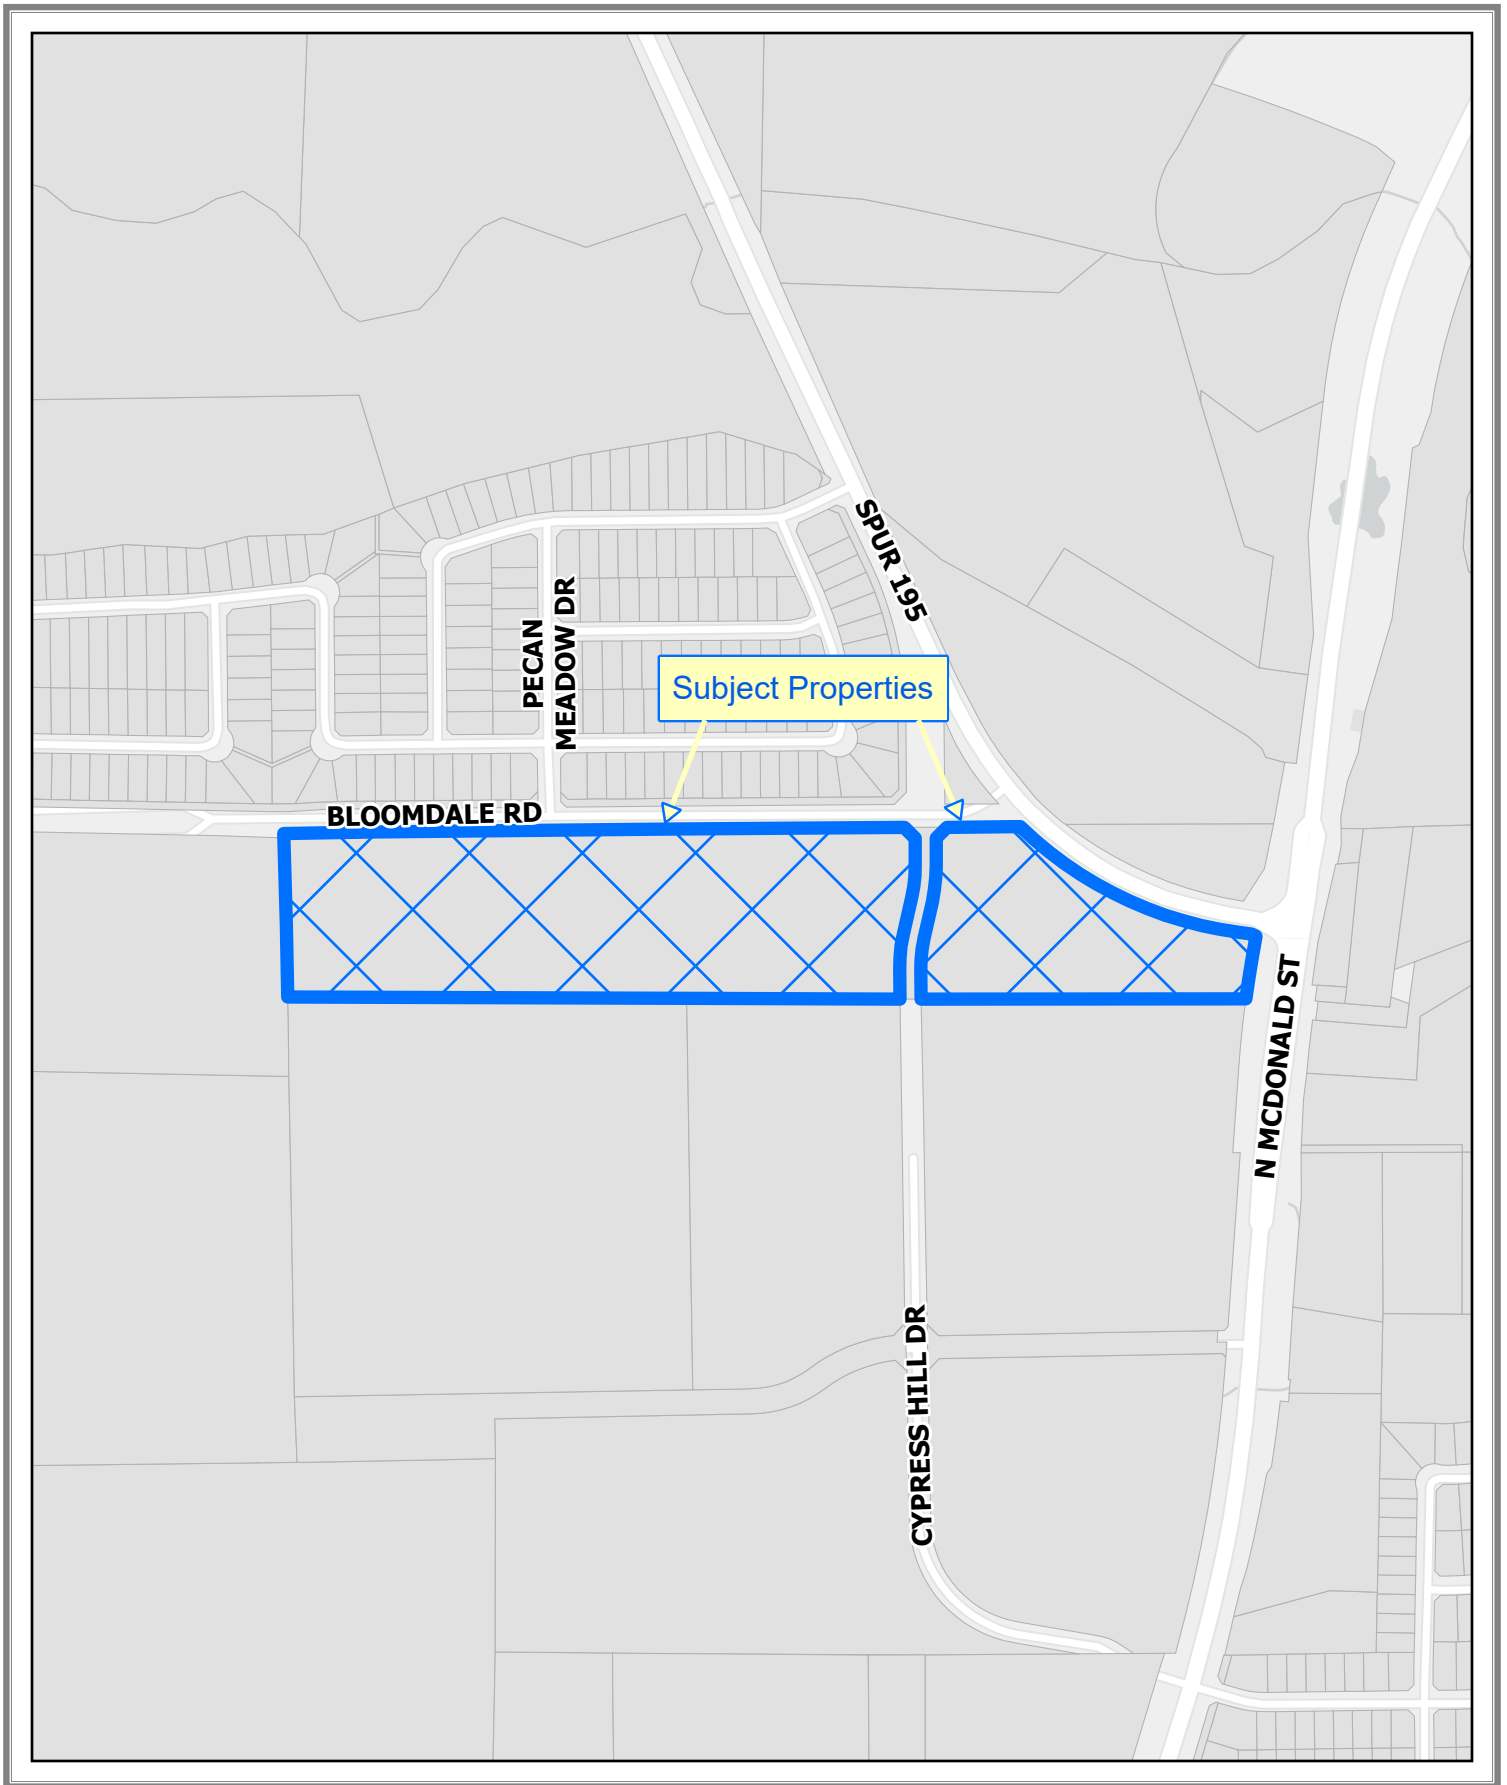 SPUR 195
PECAN
MEADOW DR
Subject Properties
BLOOMDALE RD
N MCDONALD ST
CYPRESS HILL DR